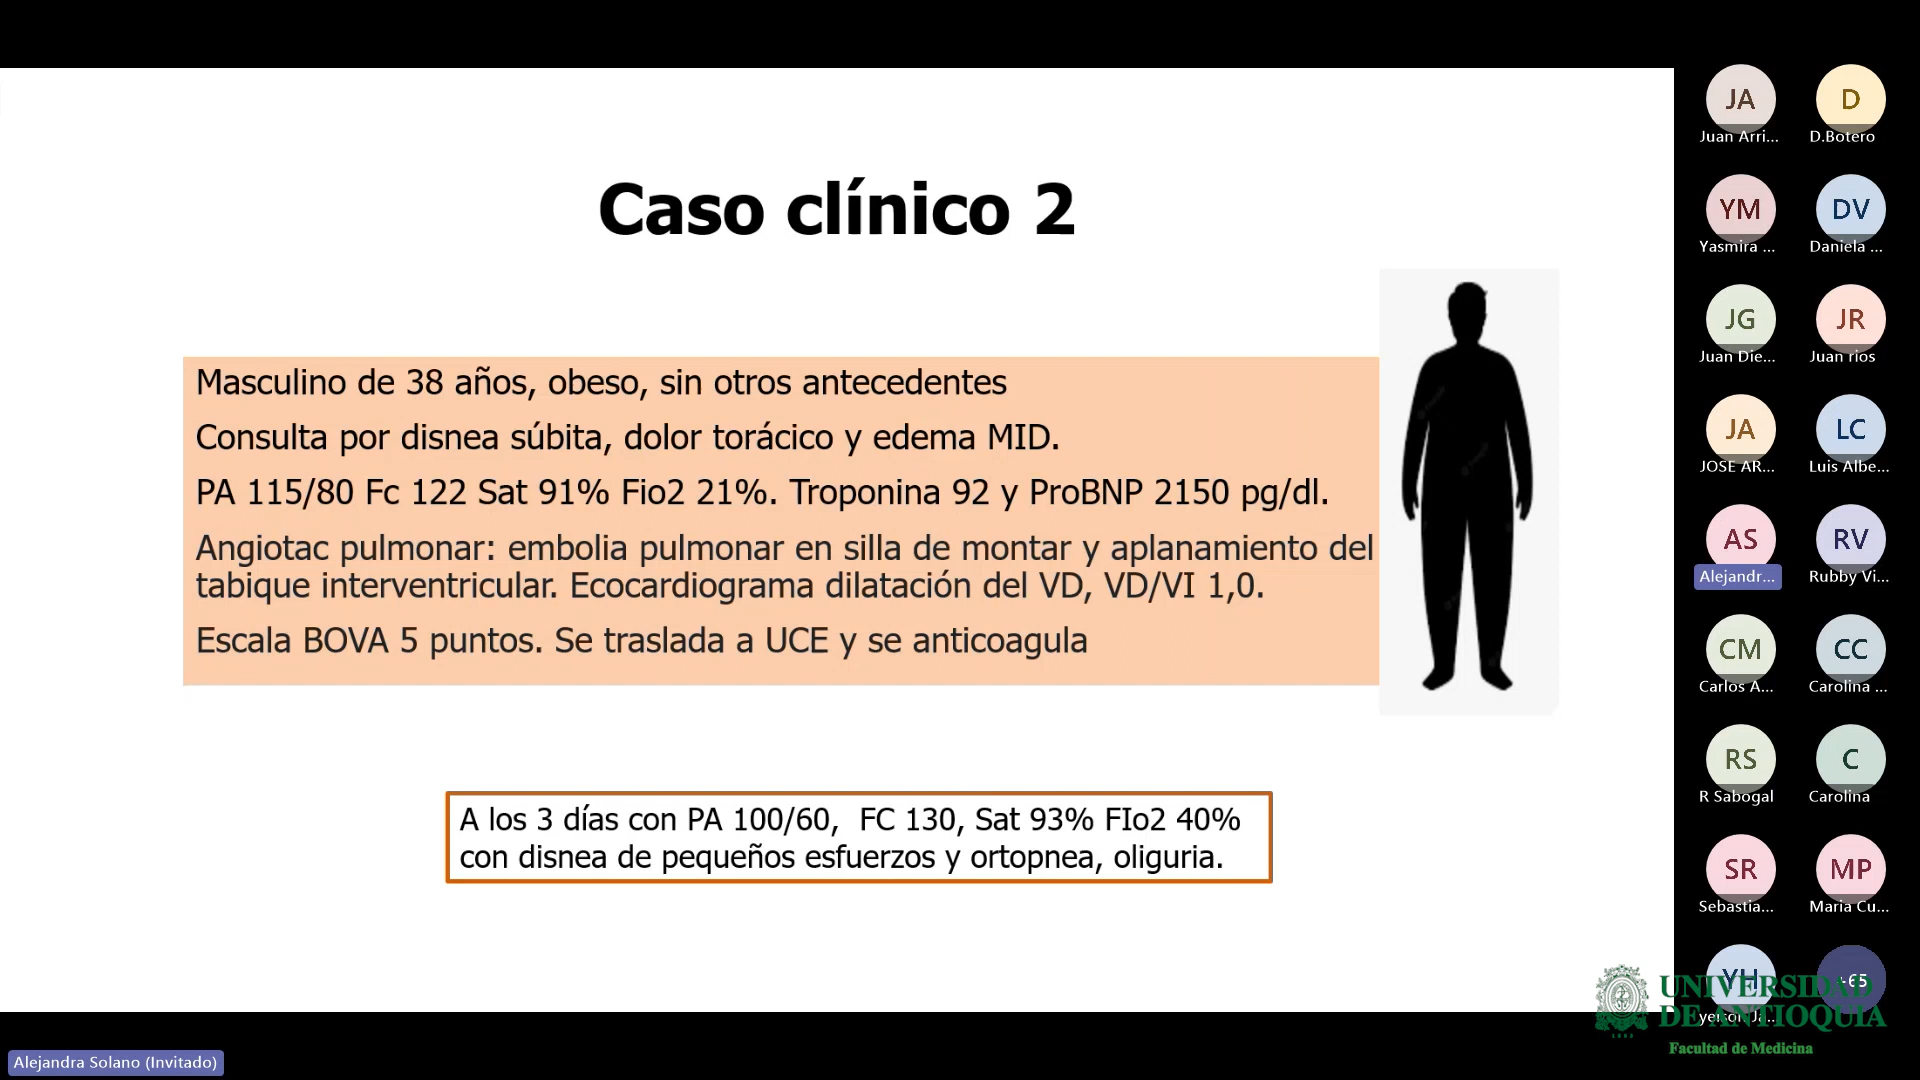 Caso clínico 2
Masculino de 38 años, obeso, sin otros antecedentes
Consulta por disnea súbita, dolor torácico y edema MID.
PA 115/80 Fc 122 Sat 91% Fio2 21%. Troponina 92 y ProBNP 2150 pg/dl.
Angiotac pulmonar: embolia pulmonar en silla de montar y aplanamiento del
tabique interventricular. Ecocardiograma dilatación del VD, VD/VI 1,0.
Escala BOVA 5 puntos. Se traslada a UCE y se anticoagula
A los 3 días con PA 100/60, FC 130, Sat 93% FIo2 40%
con disnea de pequeños esfuerzos y ortopnea, oliguria.
JA
Juan Arri...
D
D.Botero
YM
Yasmira ...
DV
Daniela ...
JG
Juan Die...
JR
Juan rios
JA
JOSE AR...
LC
Luis Albe...
AS
Alejandr...
RV
Rubby Vi...
CM
Carlos A...
CC
Carolina ...
RS
R Sabogal
C
Carolina
SR
Sebastia...
MP
Maria Cu...
YH
+65
UNIVERSIDAD
DE ANTIOQUIA
Facultad de Medicina
Alejandra Solano (Invitado)